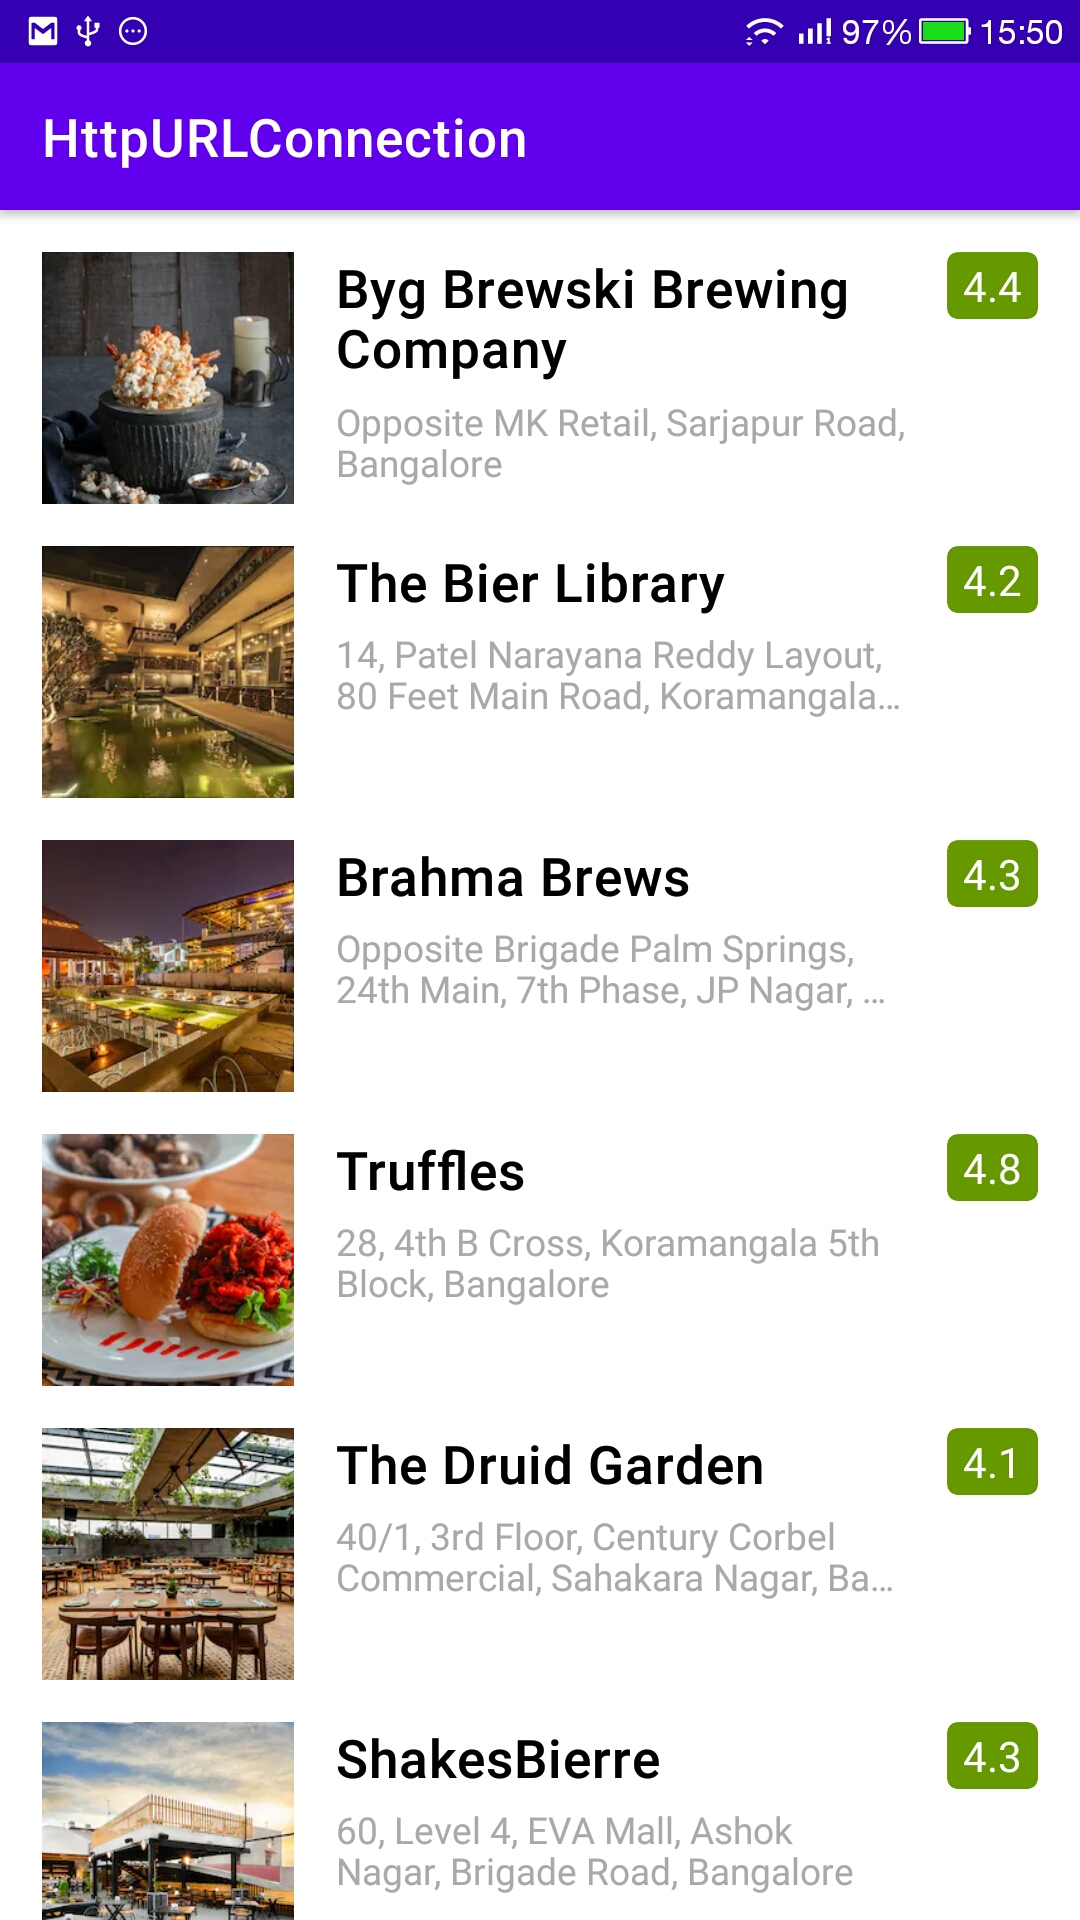 97% 15:50
HttpURLConnection
Byg Brewski Brewing
Company
4.4
Opposite MK Retail, Sarjapur Road,
Bangalore
The Bier Library
4.2
14, Patel Narayana Reddy Layout,
80 Feet Main Road, Koramangala…
Brahma Brews
4.3
Opposite Brigade Palm Springs,
24th Main, 7th Phase, JP Nagar, …
Truffles
4.8
28, 4th B Cross, Koramangala 5th
Block, Bangalore
The Druid Garden
4.1
40/1, 3rd Floor, Century Corbel
Commercial, Sahakara Nagar, Ba…
ShakesBierre
4.3
60, Level 4, EVA Mall, Ashok
Nagar, Brigade Road, Bangalore